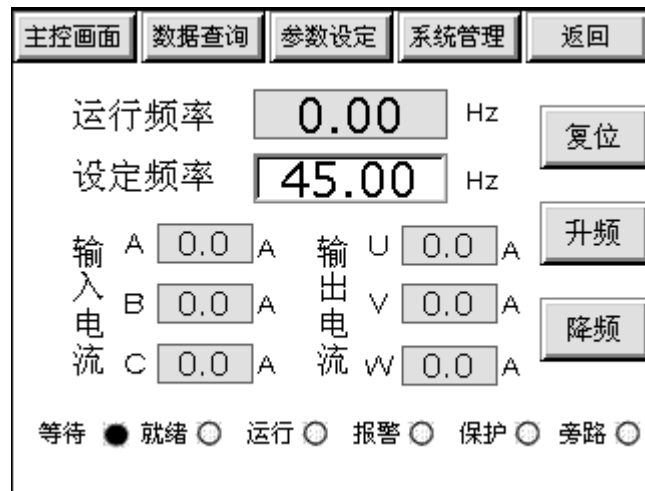 主控画面 数据查询 参数设定 系统管理 返回
运行频率 0.00 Hz
复位
设定频率 45.00 Hz
输入电流 A 0.0 A 输出电流 U 0.0 A
升频
B 0.0 A V 0.0 A
降频
C 0.0 A W 0.0 A
等待 就绪 运行 报警 保护 旁路